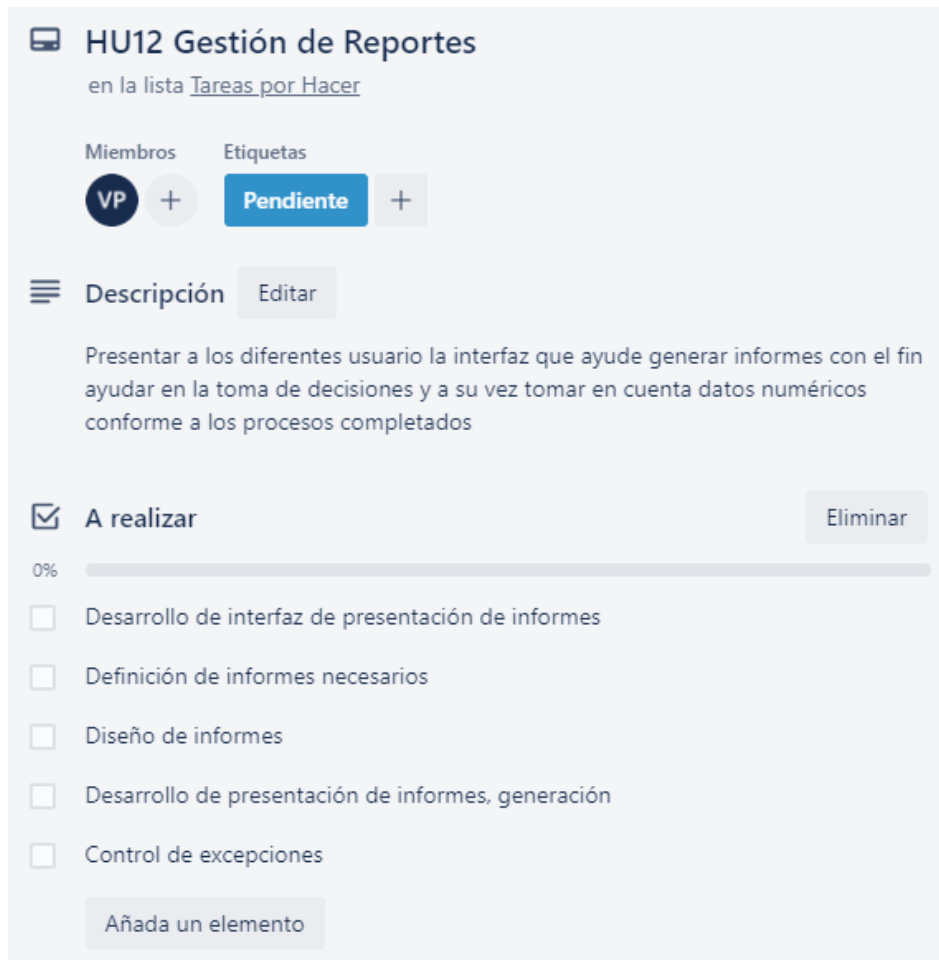 HU12 Gestión de Reportes
en la lista Tareas por Hacer
Miembros Etiquetas
VP + Pendiente +
Descripción Editar
Presentar a los diferentes usuario la interfaz que ayude generar informes con el fin
ayudar en la toma de decisiones y a su vez tomar en cuenta datos numéricos
conforme a los procesos completados
A realizar Eliminar
0%
Desarrollo de interfaz de presentación de informes
Definición de informes necesarios
Diseño de informes
Desarrollo de presentación de informes, generación
Control de excepciones
Añada un elemento